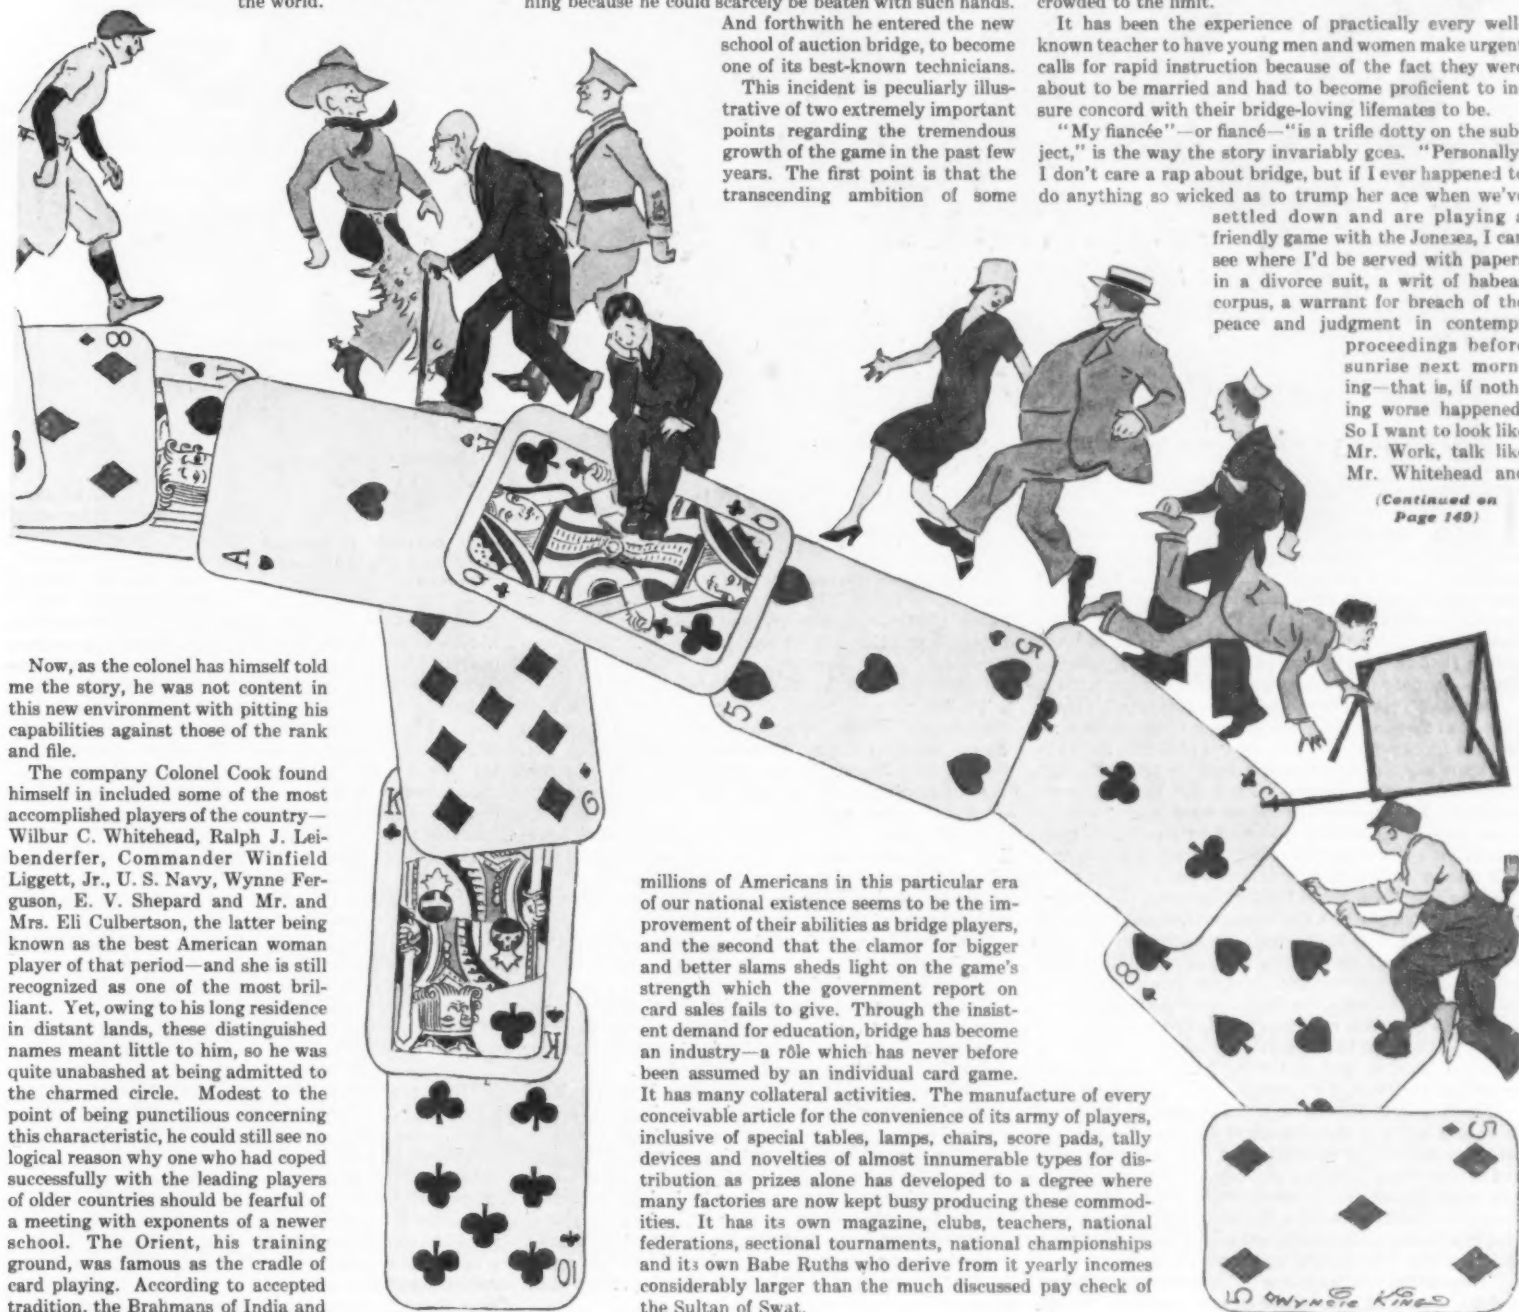 the world.
Now, as the colonel has himself told
me the story, he was not content in
this new environment with pitting his
capabilities against those of the rank
and file.
The company Colonel Cook found
himself in included some of the most
accomplished players of the country—
Wilbur C. Whitehead, Ralph J. Lei-
benderfer, Commander Winfield
Liggett, Jr., U. S. Navy, Wynne Fer-
guson, E. V. Shepard and Mr. and
Mrs. Eli Culbertson, the latter being
known as the best American woman
player of that period—and she is still
recognized as one of the most bril-
liant. Yet, owing to his long residence
in distant lands, these distinguished
names meant little to him, so he was
quite unabashed at being admitted to
the charmed circle. Modest to the
point of being punctilious concerning
this characteristic, he could still see no
logical reason why one who had coped
successfully with the leading players
of older countries should be fearful of
a meeting with exponents of a newer
school. The Orient, his training
ground, was famous as the cradle of
card playing. According to accepted
tradition, the Brahmans of India and
ning because he could scarcely be beaten with such hands.
And forthwith he entered the new
school of auction bridge, to become
one of its best-known technicians.
This incident is peculiarly illus-
trative of two extremely important
points regarding the tremendous
growth of the game in the past few
years. The first point is that the
transcending ambition of some
millions of Americans in this particular era
of our national existence seems to be the im-
provement of their abilities as bridge players,
and the second that the clamor for bigger
and better slams sheds light on the game's
strength which the government report on
card sales fails to give. Through the insist-
ent demand for education, bridge has become
an industry—a rôle which has never before
been assumed by an individual card game.
It has many collateral activities. The manufacture of every
conceivable article for the convenience of its army of players,
inclusive of special tables, lamps, chairs, score pads, tally
devices and novelties of almost innumerable types for dis-
tribution as prizes alone has developed to a degree where
many factories are now kept busy producing these commod-
ities. It has its own magazine, clubs, teachers, national
federations, sectional tournaments, national championships
and its own Babe Ruths who derive from it yearly incomes
considerably larger than the much discussed pay check of
the Sultan of Swat.
crowded to the limit.
It has been the experience of practically every well
known teacher to have young men and women make urgent
calls for rapid instruction because of the fact they were
about to be married and had to become proficient to in
sure concord with their bridge-loving lifemates to be.
"My fiancée"—or fiancé—"is a trifle dotty on the sub
ject," is the way the story invariably goes. "Personally
I don't care a rap about bridge, but if I ever happened to
do anything so wicked as to trump her ace when we've
settled down and are playing a
friendly game with the Joneses, I can
see where I'd be served with papers
in a divorce suit, a writ of habeas
corpus, a warrant for breach of the
peace and judgment in contempt
proceedings before
sunrise next morn
ing—that is, if noth
ing worse happened
So I want to look like
Mr. Work, talk like
Mr. Whitehead and
(Continued on
Page 149)
8
J
A
A
Q
Q
5
5
5
9
K
K
8
10
5
5
WYNCIE KING